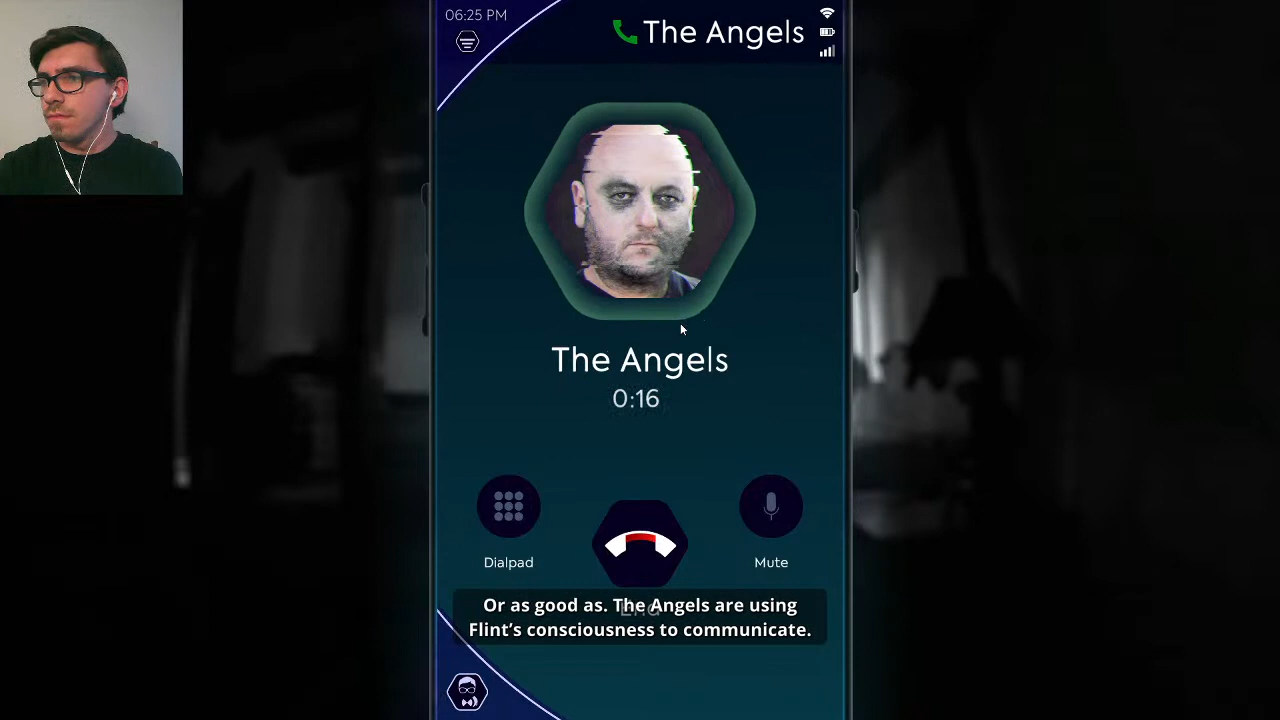 06:25 PM
The Angels
The Angels
0:16
Dialpad
Mute
End
Or as good as. The Angels are using
Flint's consciousness to communicate.